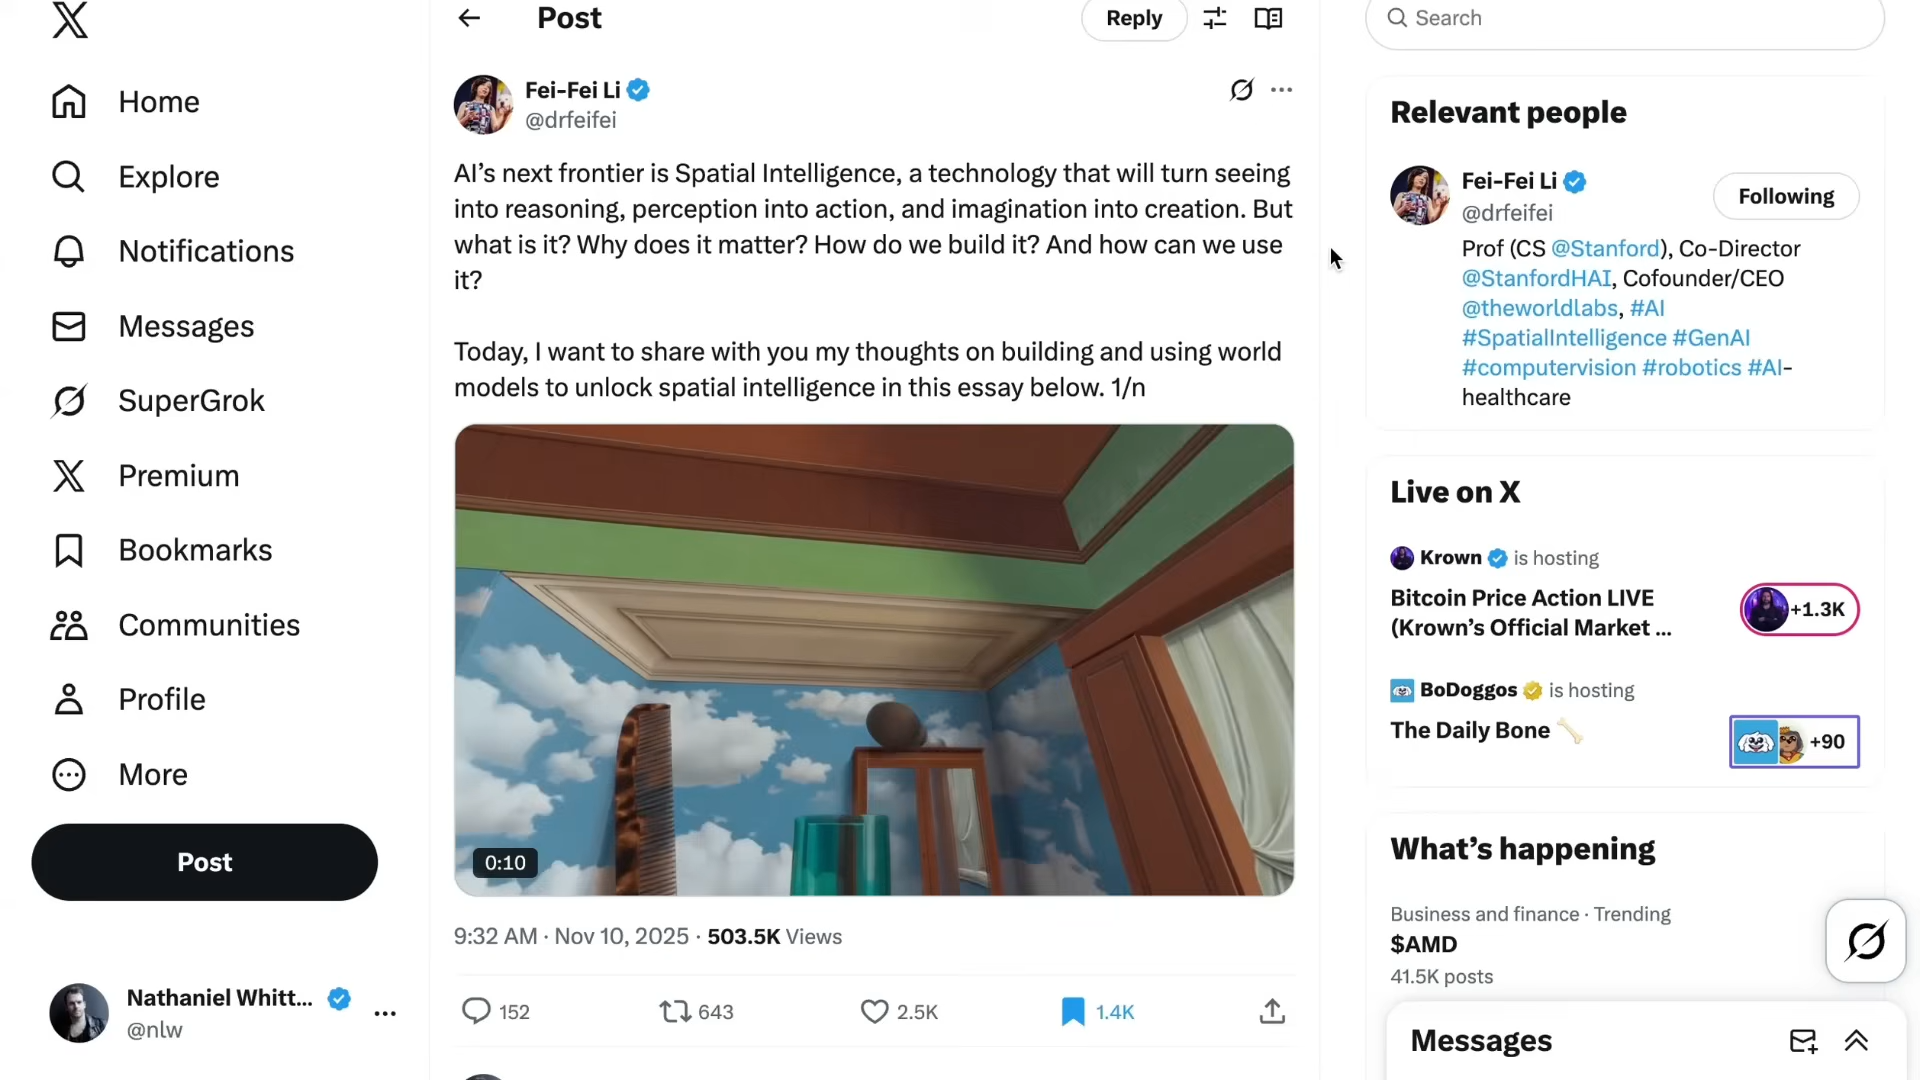 Home
Explore
Notifications
Messages
SuperGrok
Premium
Bookmarks
Communities
Profile
More
Post
Nathaniel Whitt...
@nlw
Post
Reply
Fei-Fei Li
@drfeifei
AI’s next frontier is Spatial Intelligence, a technology that will turn seeing
into reasoning, perception into action, and imagination into creation. But
what is it? Why does it matter? How do we build it? And how can we use
it?
Today, I want to share with you my thoughts on building and using world
models to unlock spatial intelligence in this essay below. 1/n
0:10
9:32 AM · Nov 10, 2025 · 503.5K Views
152 643 2.5K 1.4K
Search
Relevant people
Fei-Fei Li
@drfeifei
Following
Prof (CS @Stanford), Co-Director
@StanfordHAI, Cofounder/CEO
@theworldlabs, #AI
#SpatialIntelligence #GenAI
#computervision #robotics #AI-
healthcare
Live on X
Krown is hosting
Bitcoin Price Action LIVE
(Krown’s Official Market ...
+1.3K
BoDoggos is hosting
The Daily Bone 🦴
+90
What’s happening
Business and finance · Trending
$AMD
41.5K posts
Messages